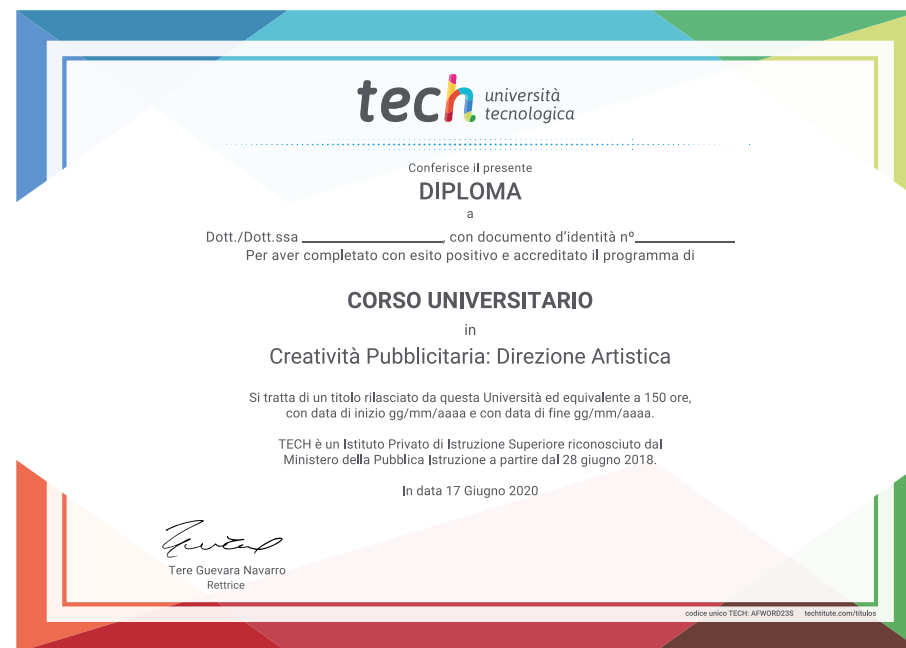 tech università
tecnologica
Conferisce il presente
DIPLOMA
a
Dott./Dott.ssa ____________________, con documento d'identità nº______________
Per aver completato con esito positivo e accreditato il programma di
CORSO UNIVERSITARIO
in
Creatività Pubblicitaria: Direzione Artistica
Si tratta di un titolo rilasciato da questa Università ed equivalente a 150 ore,
con data di inizio gg/mm/aaaa e con data di fine gg/mm/aaaa.
TECH è un Istituto Privato di Istruzione Superiore riconosciuto dal
Ministero della Pubblica Istruzione a partire dal 28 giugno 2018.
In data 17 Giugno 2020
Tere Guevara Navarro
Rettrice
codice unico TECH: AFWORD23S techtitute.com/títulos